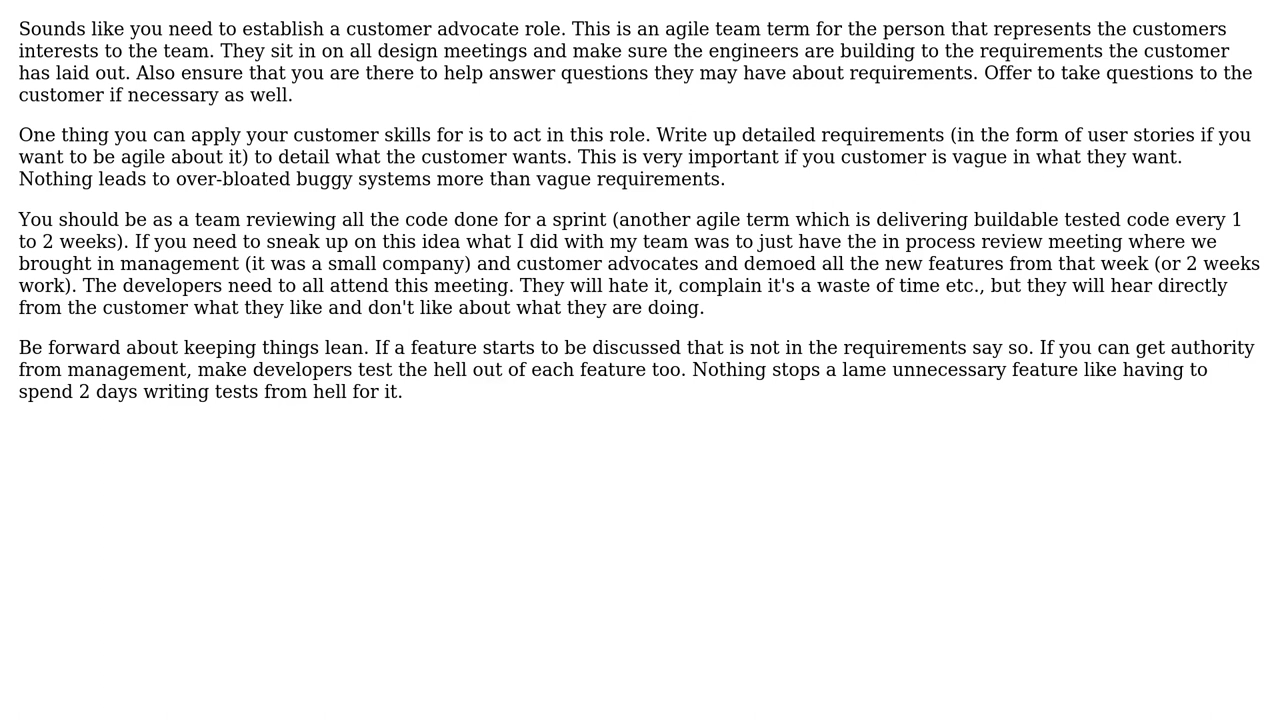 Sounds like you need to establish a customer advocate role. This is an agile team term for the person that represents the customers
interests to the team. They sit in on all design meetings and make sure the engineers are building to the requirements the customer
has laid out. Also ensure that you are there to help answer questions they may have about requirements. Offer to take questions to the
customer if necessary as well.
One thing you can apply your customer skills for is to act in this role. Write up detailed requirements (in the form of user stories if you
want to be agile about it) to detail what the customer wants. This is very important if you customer is vague in what they want.
Nothing leads to over-bloated buggy systems more than vague requirements.
You should be as a team reviewing all the code done for a sprint (another agile term which is delivering buildable tested code every 1
to 2 weeks). If you need to sneak up on this idea what I did with my team was to just have the in process review meeting where we
brought in management (it was a small company) and customer advocates and demoed all the new features from that week (or 2 weeks
work). The developers need to all attend this meeting. They will hate it, complain it's a waste of time etc., but they will hear directly
from the customer what they like and don't like about what they are doing.
Be forward about keeping things lean. If a feature starts to be discussed that is not in the requirements say so. If you can get authority
from management, make developers test the hell out of each feature too. Nothing stops a lame unnecessary feature like having to
spend 2 days writing tests from hell for it.